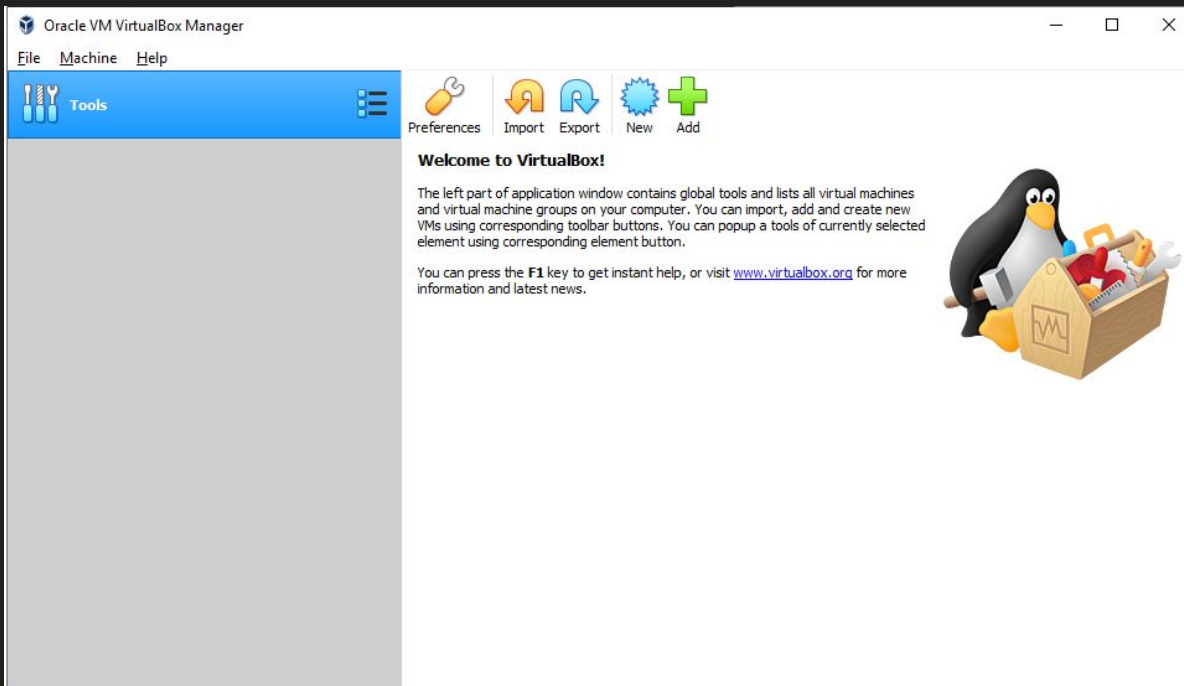 Oracle VM VirtualBox Manager
File Machine Help
Tools
Preferences Import Export New Add
Welcome to VirtualBox!
The left part of application window contains global tools and lists all virtual machines
and virtual machine groups on your computer. You can import, add and create new
VMs using corresponding toolbar buttons. You can popup a tools of currently selected
element using corresponding element button.
You can press the F1 key to get instant help, or visit www.virtualbox.org for more
information and latest news.